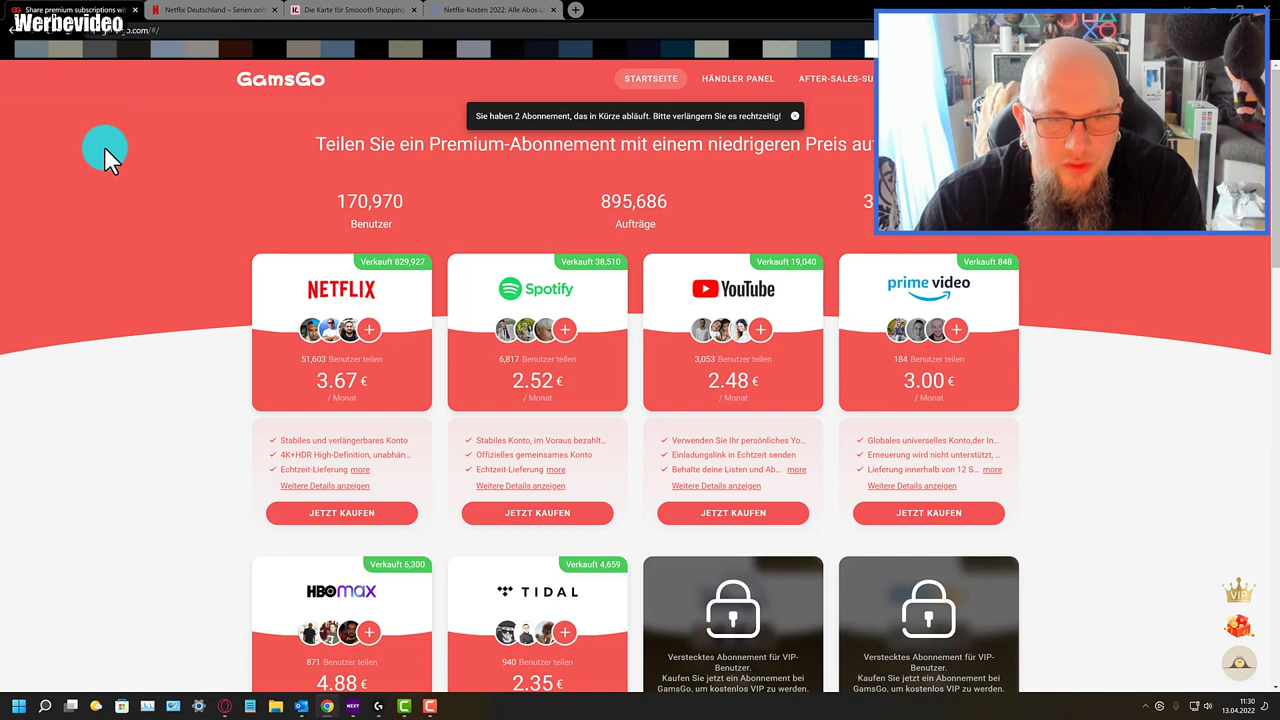 Share premium subscriptions wi
Netflix Deutschland – Serien onli
Die Karte für Smoooth Shopping
Netflix-Kosten 2022: Alle Abos u
Werbevideo
.com/#/
GamsGo
STARTSEITE
HÄNDLER PANEL
AFTER-SALES-SU
Sie haben 2 Abonnement, das in Kürze abläuft. Bitte verlängern Sie es rechtzeitig!
Teilen Sie ein Premium-Abonnement mit einem niedrigeren Preis au
170,970
895,686
3
Benutzer
Aufträge
Verkauft 829,927
Verkauft 38,510
Verkauft 19,040
Verkauft 848
NETFLIX
Spotify
YouTube
prime video
51,603 Benutzer teilen
6,817 Benutzer teilen
3,053 Benutzer teilen
184 Benutzer teilen
3.67 €
2.52 €
2.48 €
3.00 €
/ Monat
/ Monat
/ Monat
/ Monat
Stabiles und verlängerbares Konto
Stabiles Konto, im Voraus bezahlt...
Verwenden Sie Ihr persönliches Yo...
Globales universelles Konto,der In...
4K+HDR High-Definition, unabhän...
Offizielles gemeinsames Konto
Einladungslink in Echtzeit senden
Erneuerung wird nicht unterstützt, ...
Echtzeit-Lieferung more
Echtzeit-Lieferung more
Behalte deine Listen und Ab... more
Lieferung innerhalb von 12 S... more
Weitere Details anzeigen
Weitere Details anzeigen
Weitere Details anzeigen
Weitere Details anzeigen
JETZT KAUFEN
JETZT KAUFEN
JETZT KAUFEN
JETZT KAUFEN
Verkauft 6,300
Verkauft 4,659
HBOmax
TIDAL
VIP
871 Benutzer teilen
940 Benutzer teilen
Verstecktes Abonnement für VIP-
Benutzer.
Kaufen Sie jetzt ein Abonnement bei
GamsGo, um kostenlos VIP zu werden.
Verstecktes Abonnement für VIP-
Benutzer.
Kaufen Sie jetzt ein Abonnement bei
GamsGo, um kostenlos VIP zu werden.
4.88 €
2.35 €
NEXT
11:30
13.04.2022